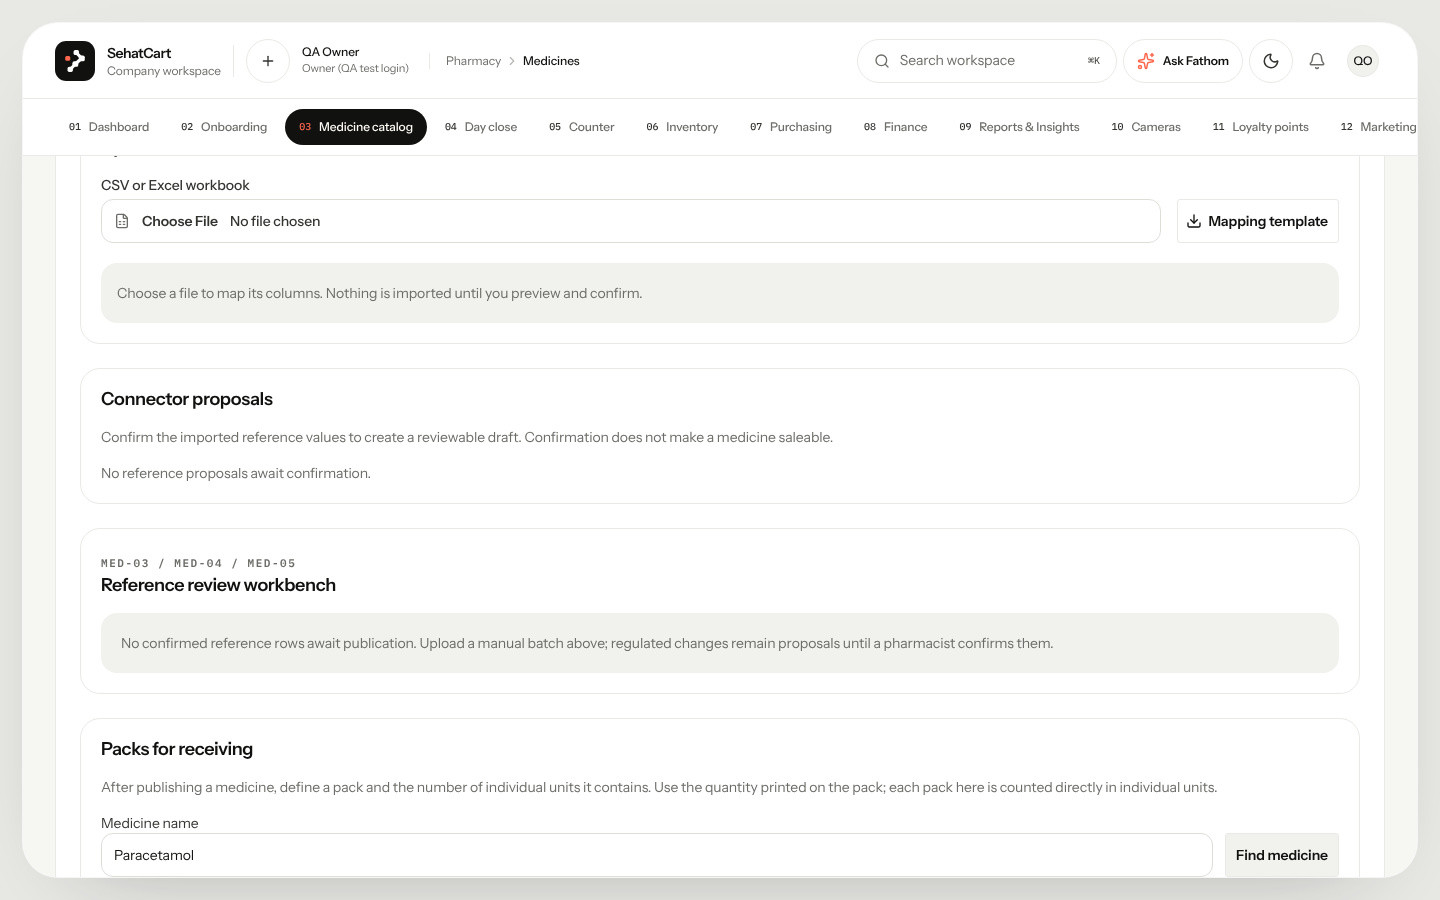 SehatCart
Company workspace
QA Owner
Owner (QA test login)
Pharmacy > Medicines
Search workspace ⌘K
Ask Fathom
QO
01 Dashboard
02 Onboarding
03 Medicine catalog
04 Day close
05 Counter
06 Inventory
07 Purchasing
08 Finance
09 Reports & Insights
10 Cameras
11 Loyalty points
12 Marketing
CSV or Excel workbook
Choose File No file chosen
Mapping template
Choose a file to map its columns. Nothing is imported until you preview and confirm.
Connector proposals
Confirm the imported reference values to create a reviewable draft. Confirmation does not make a medicine saleable.
No reference proposals await confirmation.
MED-03 / MED-04 / MED-05
Reference review workbench
No confirmed reference rows await publication. Upload a manual batch above; regulated changes remain proposals until a pharmacist confirms them.
Packs for receiving
After publishing a medicine, define a pack and the number of individual units it contains. Use the quantity printed on the pack; each pack here is counted directly in individual units.
Medicine name
Paracetamol
Find medicine